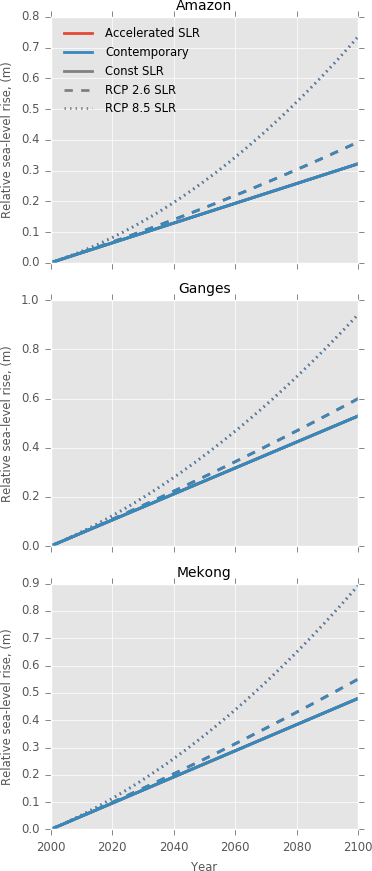 Amazon
0.8
0.7
0.6
0.5
0.4
0.3
0.2
0.1
0.0
Relative sea-level rise, (m)
Accelerated SLR
Contemporary
Const SLR
RCP 2.6 SLR
RCP 8.5 SLR
Ganges
1.0
0.8
0.6
0.4
0.2
0.0
Relative sea-level rise, (m)
Mekong
0.9
0.8
0.7
0.6
0.5
0.4
0.3
0.2
0.1
0.0
Relative sea-level rise, (m)
2000 2020 2040 2060 2080 2100
Year